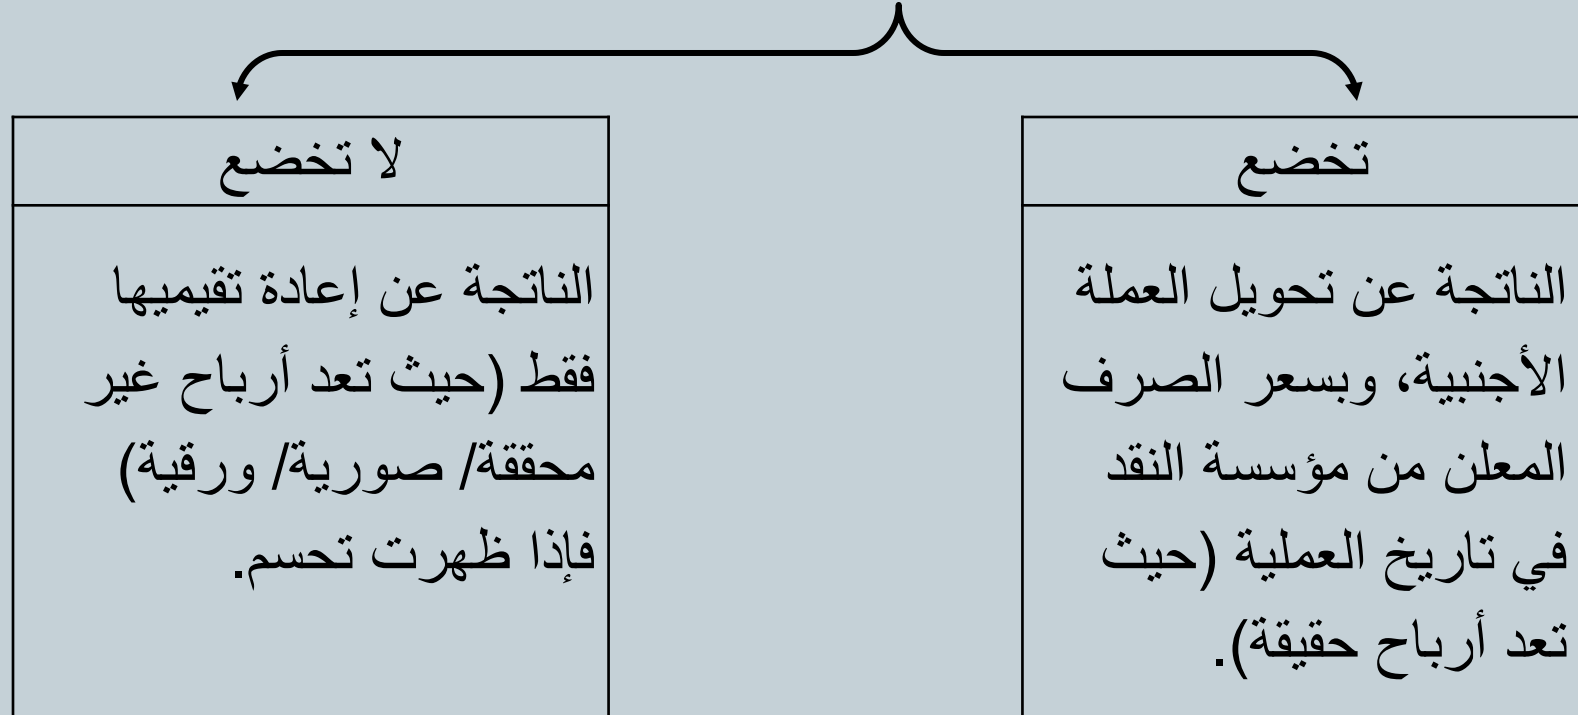 تخضع
الناتجة عن تحويل العملة
الأجنبية، وبسعر الصرف
المعلن من مؤسسة النقد
في تاريخ العملية (حيث
تعد أرباح حقيقة).
لا تخضع
الناتجة عن إعادة تقيميها
فقط (حيث تعد أرباح غير
محققة/ صورية/ ورقية)
فإذا ظهرت تحسم.